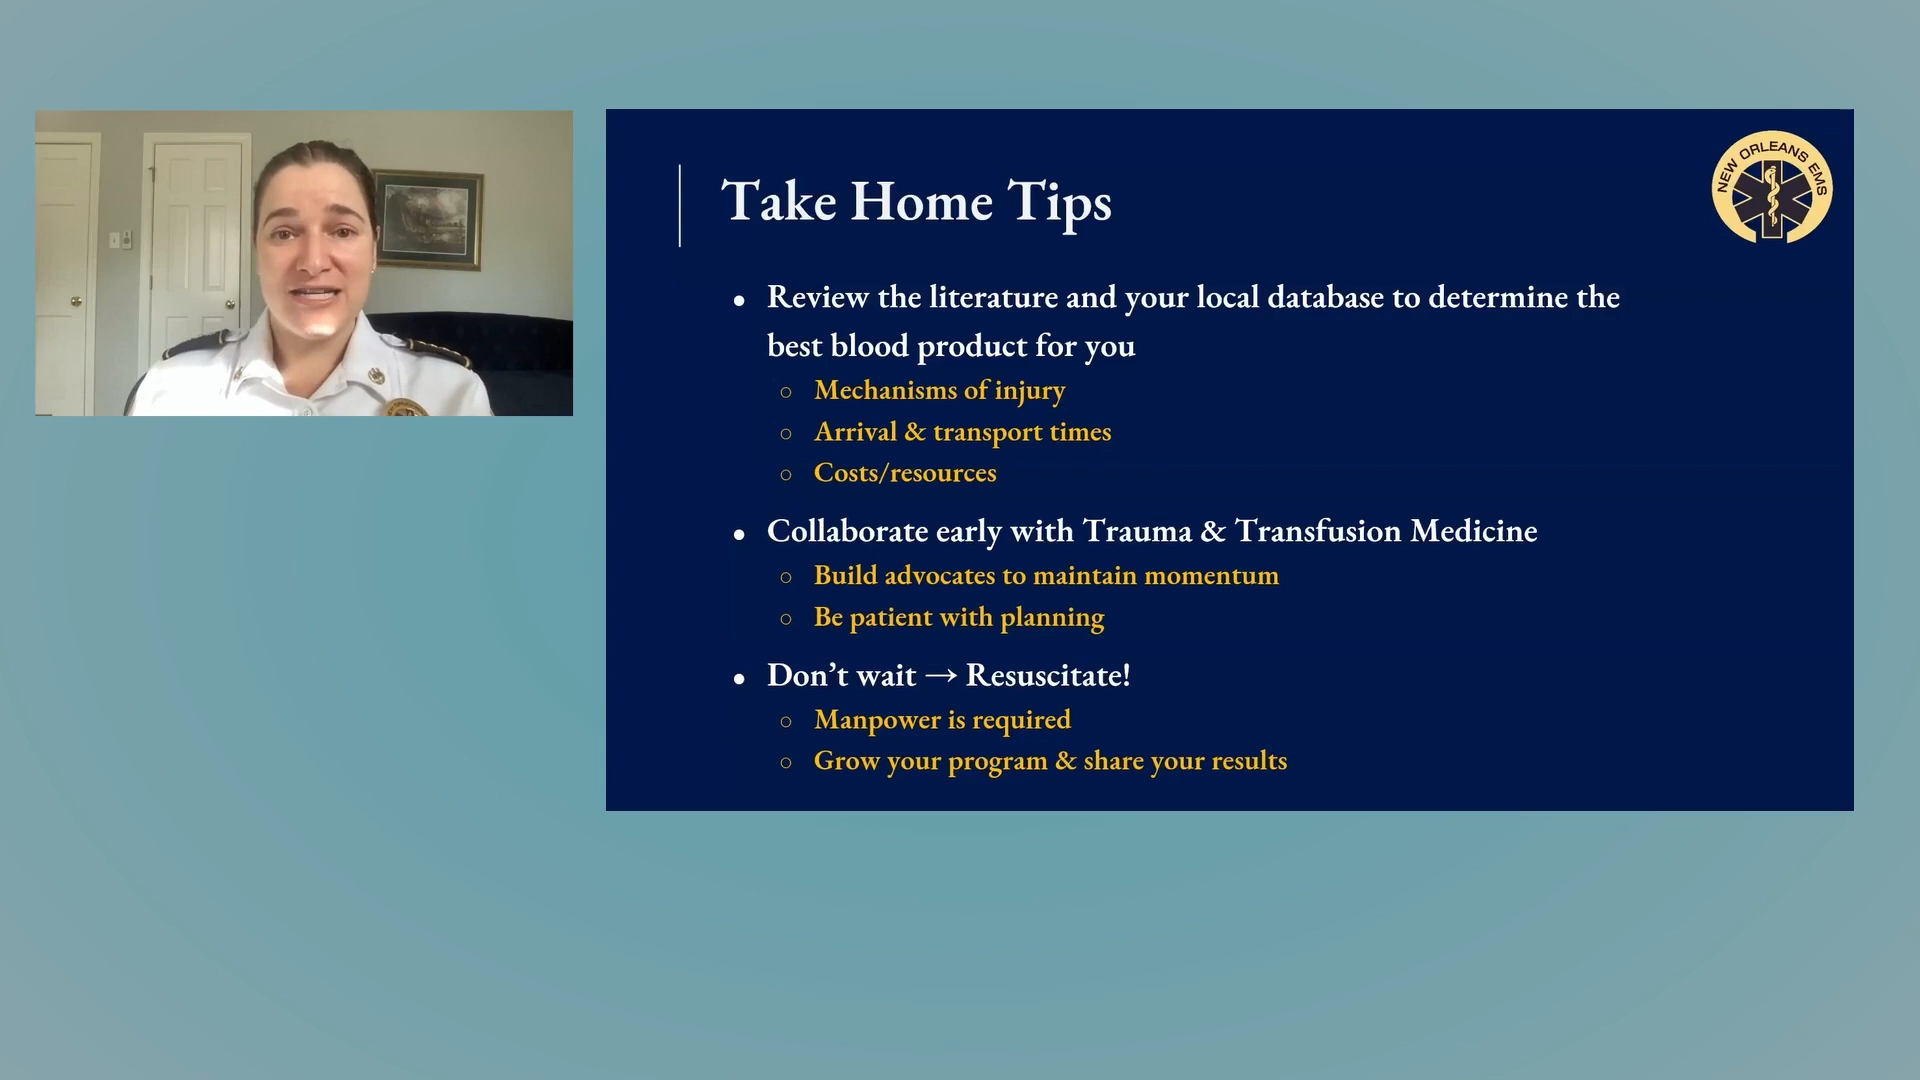 Take Home Tips
NEW ORLEANS EMS
● Review the literature and your local database to determine the
best blood product for you
○ Mechanisms of injury
○ Arrival & transport times
○ Costs/resources
● Collaborate early with Trauma & Transfusion Medicine
○ Build advocates to maintain momentum
○ Be patient with planning
● Don’t wait → Resuscitate!
○ Manpower is required
○ Grow your program & share your results